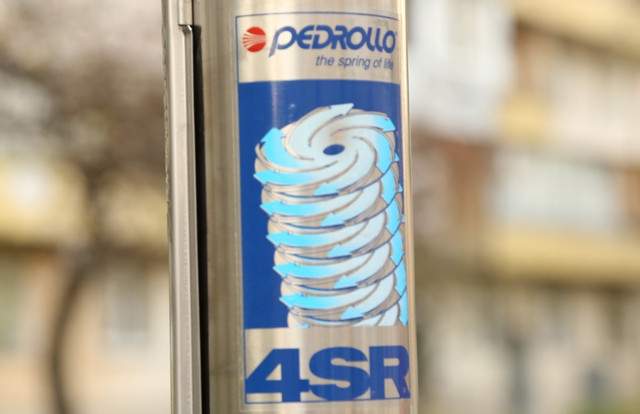 PEDROLLO
the spring of life
4SR